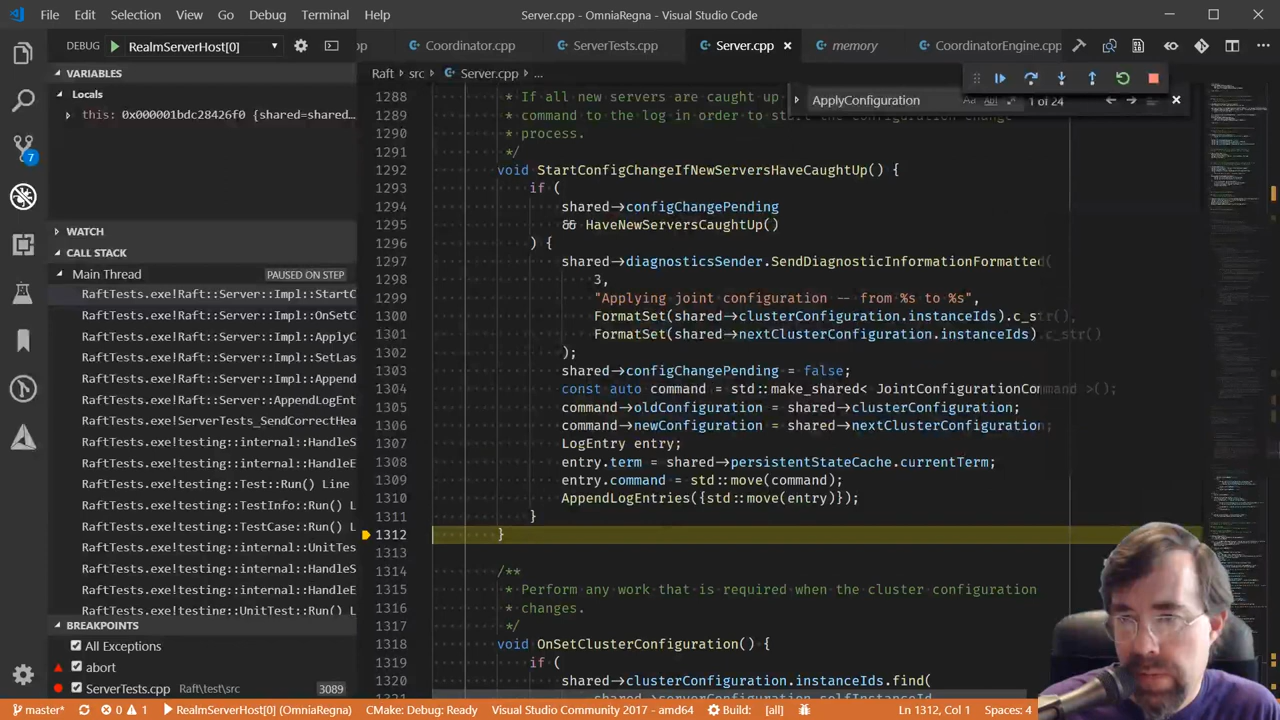 File Edit Selection View Go Debug Terminal Help Server.cpp - OmniaRegna - Visual Studio Code
DEBUG RealmServerHost[0]
Coordinator.cpp ServerTests.cpp Server.cpp memory CoordinatorEngine.cpp
VARIABLES
Locals
this: 0x000001bdc28426f0 {shared=shared…
7
WATCH
CALL STACK
Main Thread PAUSED ON STEP
RaftTests.exe!Raft::Server::Impl::StartC
RaftTests.exe!Raft::Server::Impl::OnSetC
RaftTests.exe!Raft::Server::Impl::ApplyC
RaftTests.exe!Raft::Server::Impl::SetLas
RaftTests.exe!Raft::Server::Impl::Append
RaftTests.exe!Raft::Server::AppendLogEnt
RaftTests.exe!ServerTests_SendCorrectHea
RaftTests.exe!testing::internal::HandleS
RaftTests.exe!testing::internal::HandleE
RaftTests.exe!testing::Test::Run() Line
RaftTests.exe!testing::TestInfo::Run() L
RaftTests.exe!testing::TestCase::Run() L
RaftTests.exe!testing::internal::UnitTes
RaftTests.exe!testing::internal::HandleS
RaftTests.exe!testing::internal::HandleE
RaftTests.exe!testing::UnitTest::Run() L
BREAKPOINTS
All Exceptions
abort
ServerTests.cpp Raft\test\src 3089
Raft › src › Server.cpp › ...
ApplyConfiguration 1 of 24
1288 * If all new servers are caught up
1289 * command to the log in order to start the configuration change
1290 * process.
1291 */
1292 void StartConfigChangeIfNewServersHaveCaughtUp() {
1293 if (
1294 shared->configChangePending
1295 && HaveNewServersCaughtUp()
1296 ) {
1297 shared->diagnosticsSender.SendDiagnosticInformationFormatted(
1298 3,
1299 "Applying joint configuration -- from %s to %s",
1300 FormatSet(shared->clusterConfiguration.instanceIds).c_str(),
1301 FormatSet(shared->nextClusterConfiguration.instanceIds).c_str()
1302 );
1303 shared->configChangePending = false;
1304 const auto command = std::make_shared< JointConfigurationCommand >();
1305 command->oldConfiguration = shared->clusterConfiguration;
1306 command->newConfiguration = shared->nextClusterConfiguration;
1307 LogEntry entry;
1308 entry.term = shared->persistentStateCache.currentTerm;
1309 entry.command = std::move(command);
1310 AppendLogEntries({std::move(entry)});
1311 }
1312 }
1313
1314 /**
1315 * Perform any work that is required when the cluster configuration
1316 * changes.
1317 */
1318 void OnSetClusterConfiguration() {
1319 if (
1320 shared->clusterConfiguration.instanceIds.find(
1321 shared->serverConfiguration.selfInstanceId
master* 0 1 RealmServerHost[0] (OmniaRegna) CMake: Debug: Ready Visual Studio Community 2017 - amd64 Build: [all] Ln 1312, Col 1 Spaces: 4